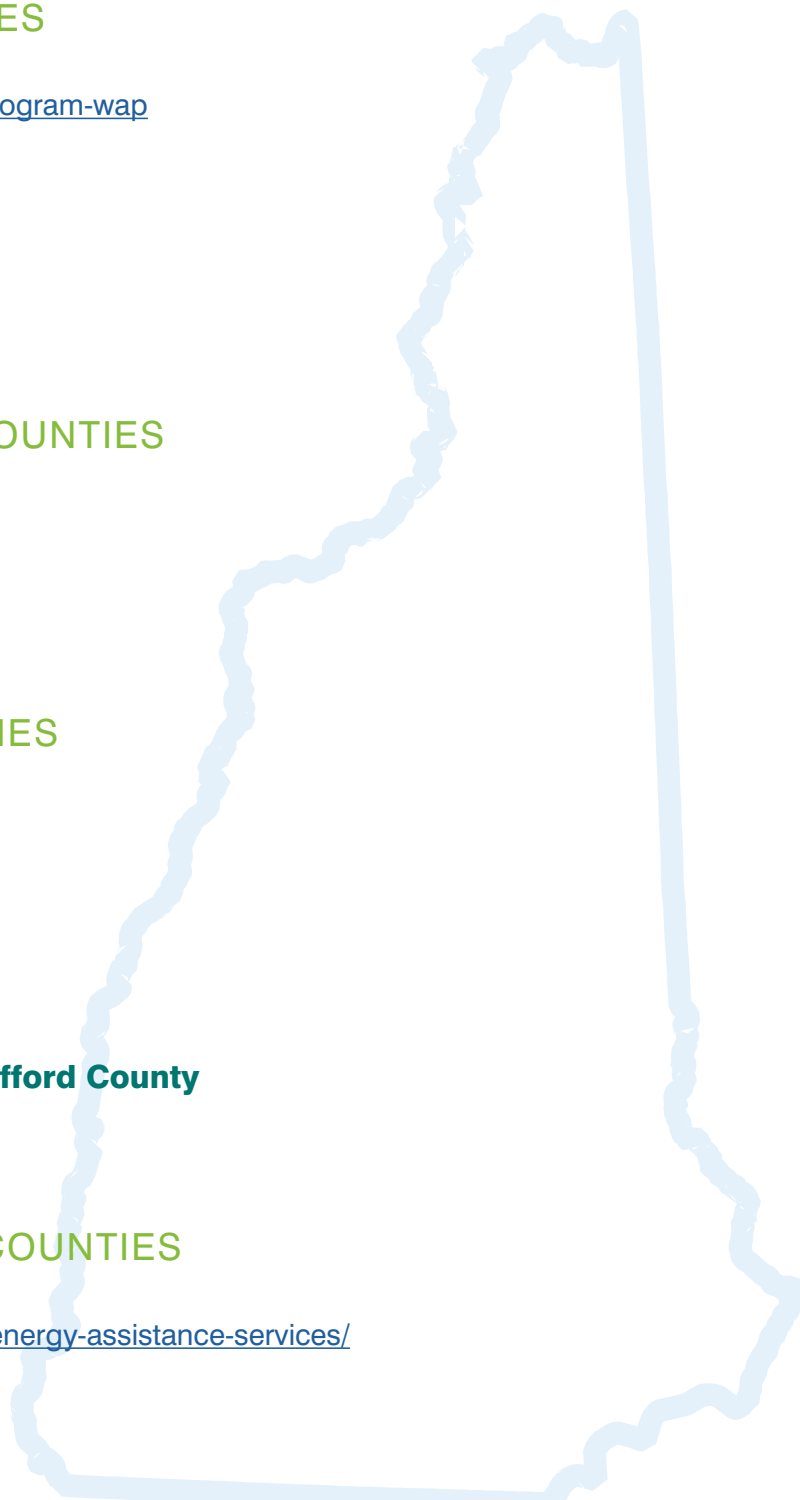 ES
ogram-wap
OUNTIES
IES
fford County
COUNTIES
energy-assistance-services/